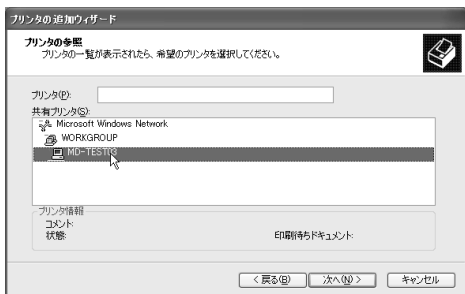 プリンタの追加ウィザード
プリンタの参照
プリンタの一覧が表示されたら、希望のプリンタを選択してください。
プリンタ(P):
共有プリンタ(S):
Microsoft Windows Network
WORKGROUP
MD-TEST03
プリンタ情報
コメント:
状態: 印刷待ちドキュメント:
< 戻る(B) 次へ(N) > キャンセル